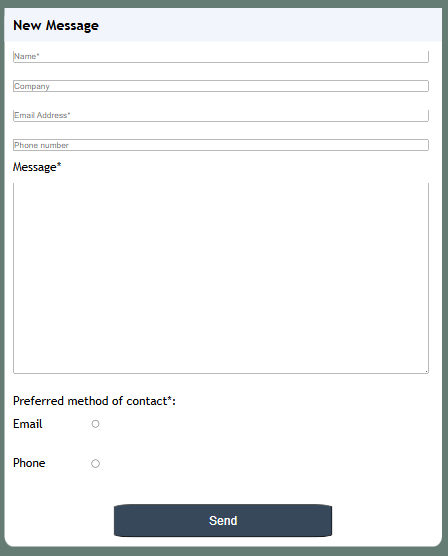 New Message
Name*
Company
Email Address*
Phone number
Message*
Preferred method of contact*:
Email
Phone
Send